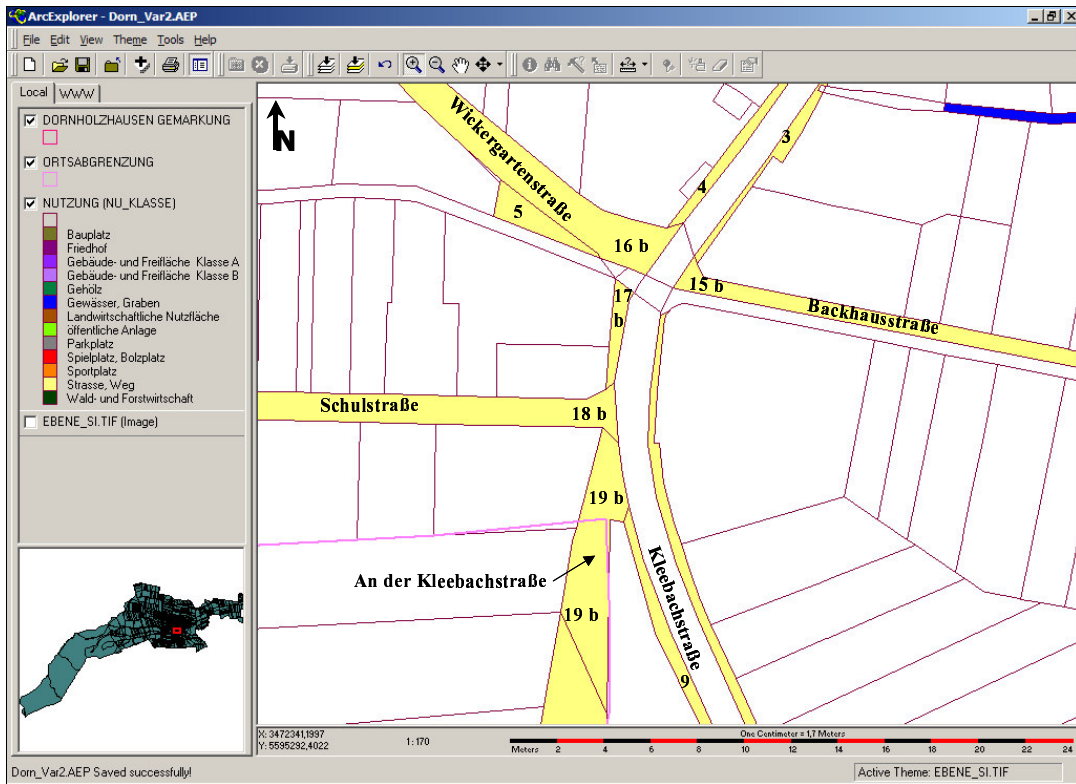 ArcExplorer - Dorn_Var2.AEP
File Edit View Theme Tools Help
Local WWW
DORNHOLZHAUSEN GEMARKUNG
ORTSABGRENZUNG
NUTZUNG (NU_KLASSE)
Bauplatz
Friedhof
Gebäude- und Freifläche Klasse A
Gebäude- und Freifläche Klasse B
Gehölz
Gewässer, Graben
Landwirtschaftliche Nutzfläche
öffentliche Anlage
Parkplatz
Spielplatz, Bolzplatz
Sportplatz
Strasse, Weg
Wald- und Forstwirtschaft
EBENE_SI.TIF (Image)
N
Wickergartenstraße
3
4
5
16 b
15 b
17
b
Backhausstraße
Schulstraße
18 b
19 b
An der Kleebachstraße
Kleebachstraße
19 b
9
X: 3472341,1997
Y: 5595292,4022
1: 170
One Centimeter = 1,7 Meters
Meters 2 4 6 8 10 12 14 16 18 20 22 24
Dorn_Var2.AEP Saved successfully!
Active Theme: EBENE_SI.TIF